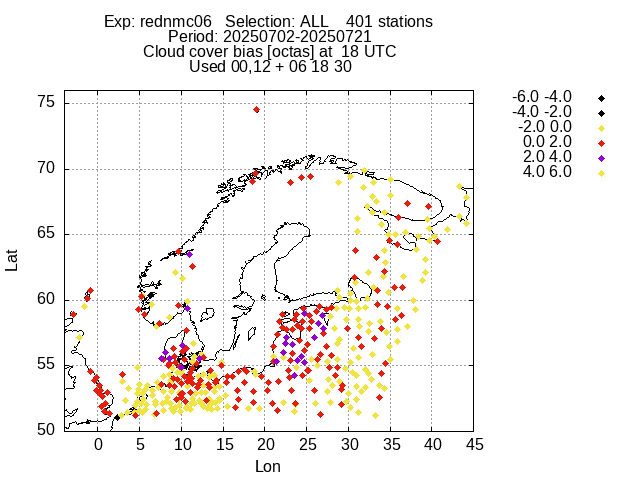 Exp: rednmc06 Selection: ALL 401 stations
Period: 20250702-20250721
Cloud cover bias [octas] at 18 UTC
Used 00,12 + 06 18 30
-6.0 -4.0
-4.0 -2.0
-2.0 0.0
0.0 2.0
2.0 4.0
4.0 6.0
75
70
65
60
55
50
Lat
0 5 10 15 20 25 30 35 40 45
Lon